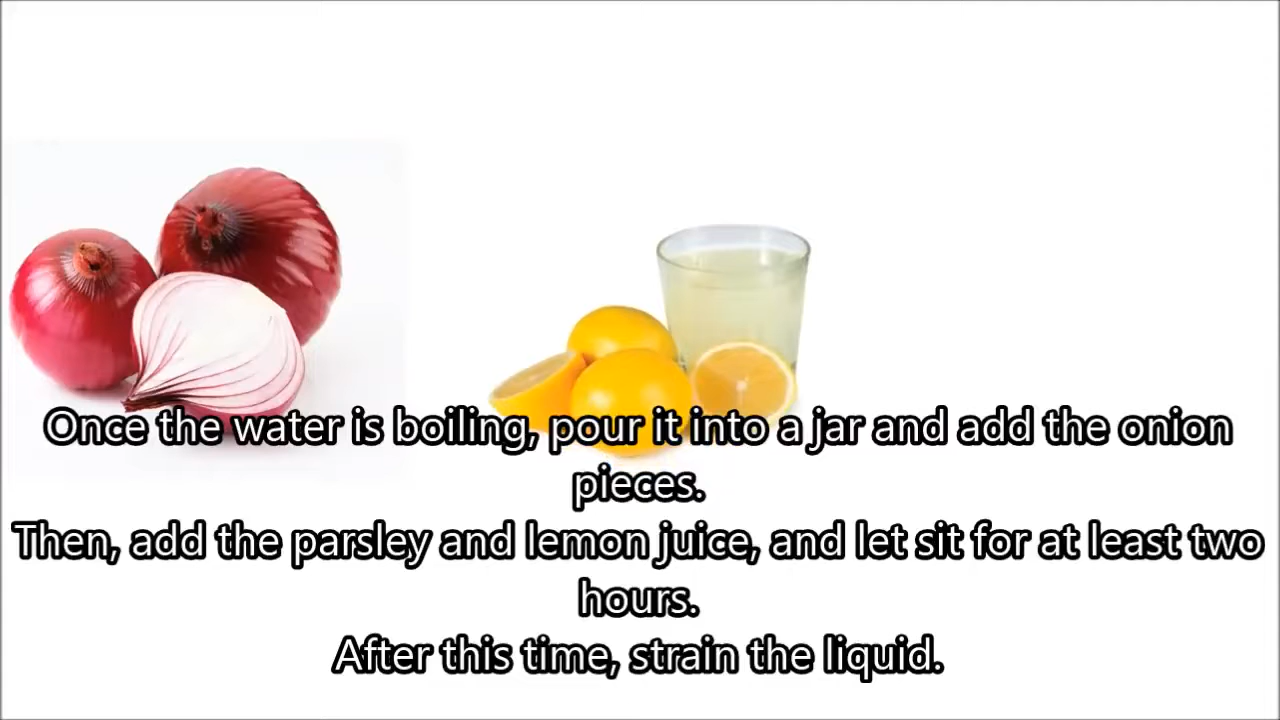 Once the water is boiling, pour it into a jar and add the onion
pieces.
Then, add the parsley and lemon juice, and let sit for at least two
hours.
After this time, strain the liquid.